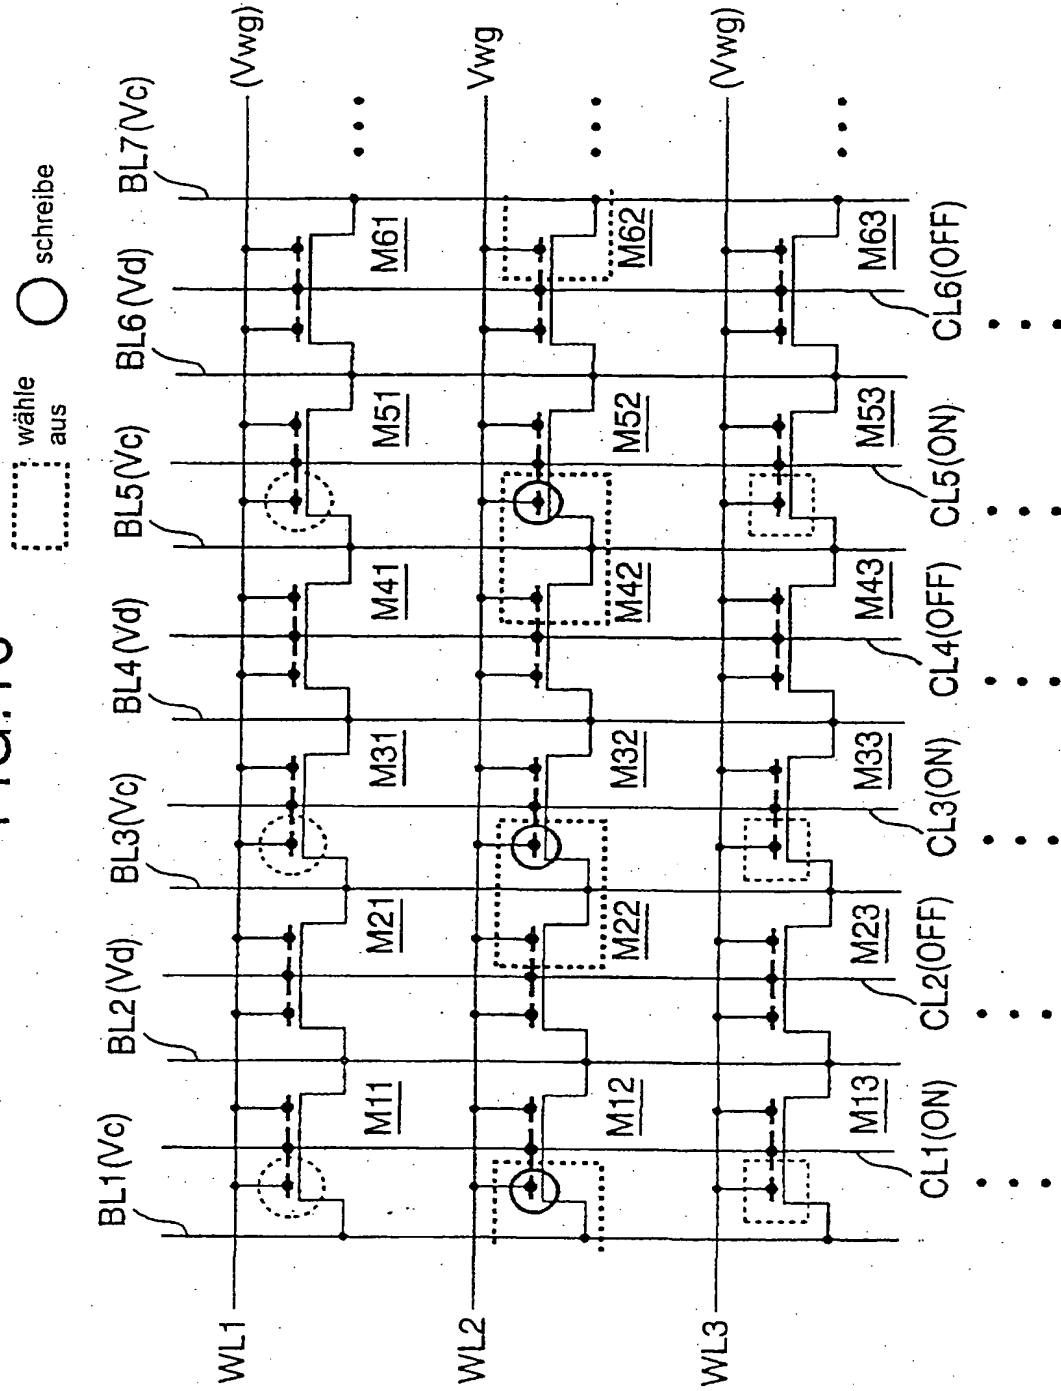 wähle
aus
schreibe
BL1(Vc)
BL2(Vd)
BL3(Vc)
BL4(Vd)
BL5(Vc)
BL6(Vd)
BL7(Vc)
WL1
(Vwg)
M11
M21
M31
M41
M51
M61
WL2
Vwg
M12
M22
M32
M42
M52
M62
WL3
(Vwg)
M13
M23
M33
M43
M53
M63
CL1(ON)
CL2(OFF)
CL3(ON)
CL4(OFF)
CL5(ON)
CL6(OFF)